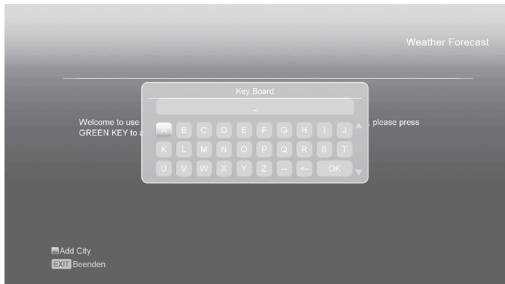 Weather Forecast
Key Board
_
Welcome to use
, please press
GREEN KEY to a
A B C D E F G H I J
K L M N O P Q R S T
U V W X Y Z -- <- OK
Add City
EXIT Beenden